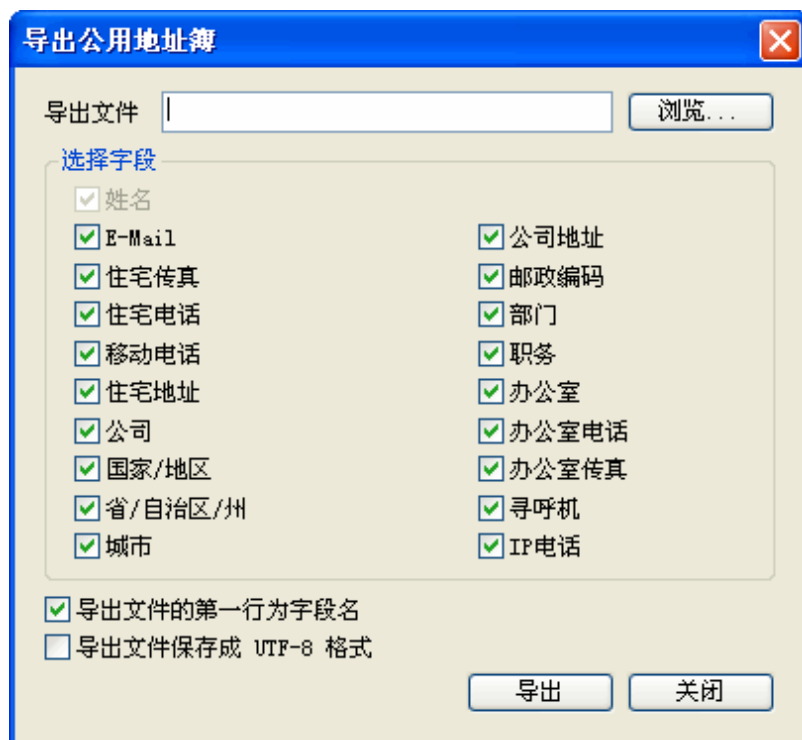 导出公用地址簿
导出文件 浏览...
选择字段
姓名
E-Mail 公司地址
住宅传真 邮政编码
住宅电话 部门
移动电话 职务
住宅地址 办公室
公司 办公室电话
国家/地区 办公室传真
省/自治区/州 寻呼机
城市 IP电话
导出文件的第一行为字段名
导出文件保存成 UTF-8 格式
导出 关闭